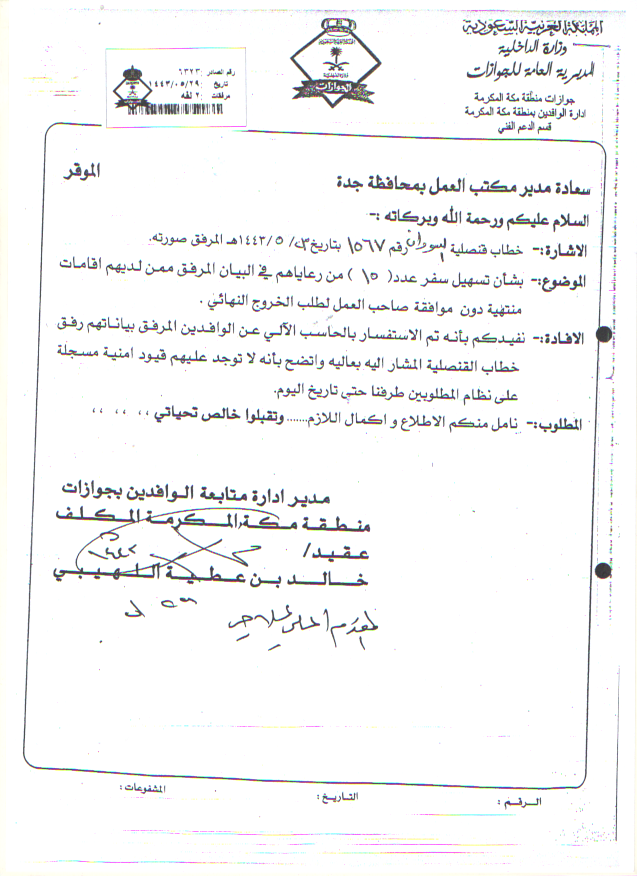 المملكة العربية السعودية
وزارة الداخلية
المديرية العامة للجوازات
جوازات منطقة مكة المكرمة
ادارة الوافدين بمنطقة مكة المكرمة
قسم الدعم الفني
الجوازات
رقم الصادر: ٦٣٢٣
تاريخ: ١٤٤٣/٠٥/٢٩
مرفقات: ٢٠ لفه
سعادة مدير مكتب العمل بمحافظة جدة الموقر
السلام عليكم ورحمة الله وبركاته :-
الاشارة:- خطاب قنصلية السودان رقم ١٥٦٧ بتاريخ ٢٣/ ١٤٤٣/٥هـ المرفق صورته.
الموضوع:- بشأن تسهيل سفر عدد( ١٥ ) من رعاياهم في البيان المرفق ممن لديهم اقامات
منتهية دون موافقة صاحب العمل لطلب الخروج النهائي .
الافادة:- نفيدكم بأنه تم الاستفسار بالحاسب الآلي عن الوافدين المرفق بياناتهم رفق
خطاب القنصلية المشار اليه بعاليه واتضح بأنه لا توجد عليهم قيود امنية مسجلة
على نظام المطلوبين طرفنا حتى تاريخ اليوم.
المطلوب:- نامل منكم الاطلاع و اكمال اللازم......وتقبلوا خالص تحياتي ، ، ، ، ، ،
مدير ادارة متابعة الوافدين بجوازات
منطقة مكة المكرمة المكلف
عقيد/
خالد بن عطية اللهيبي
الرقم :
التاريخ :
المشفوعات :